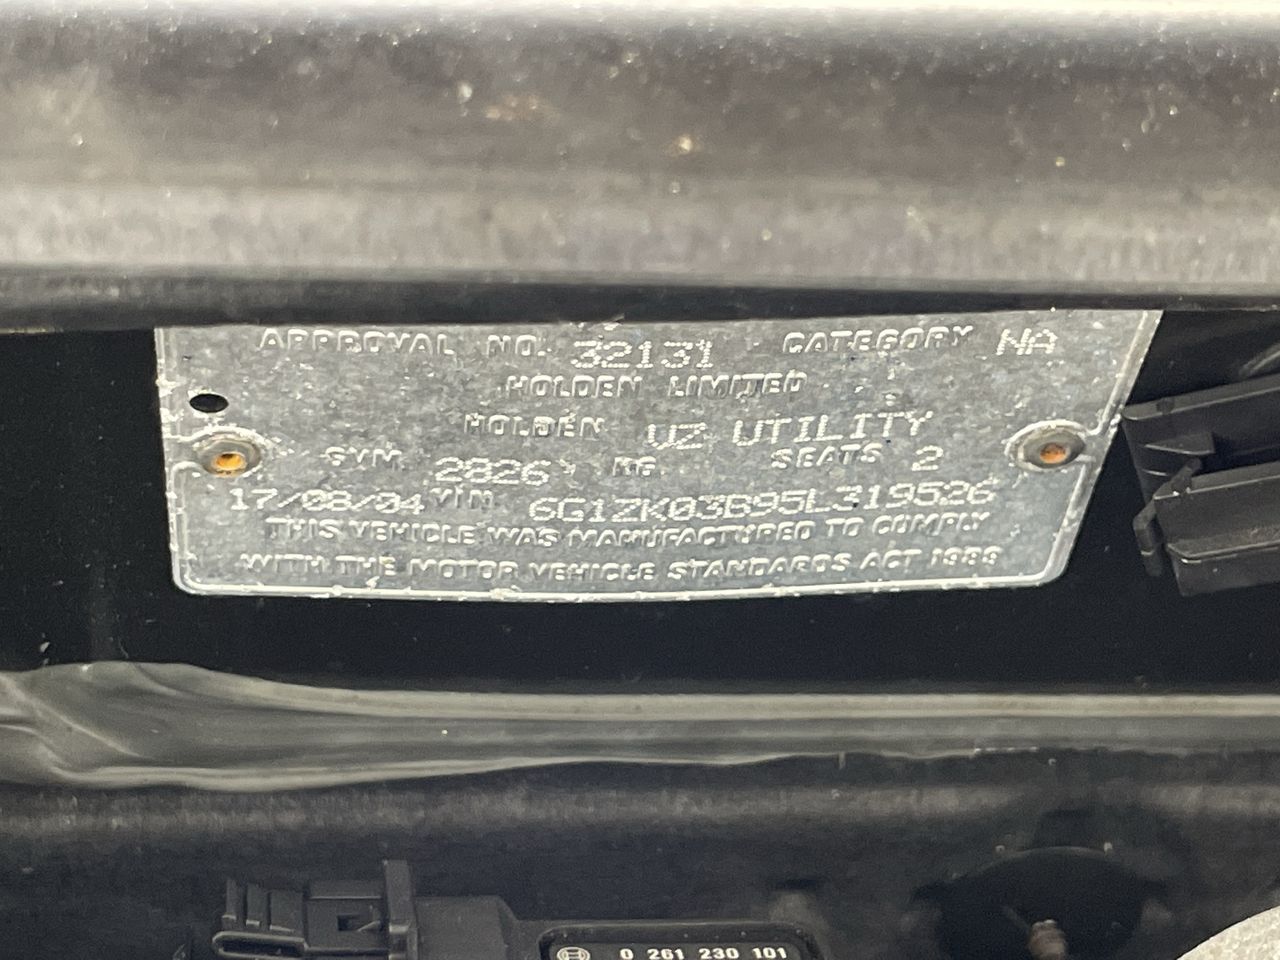 APPROVAL NO. 32131 CATEGORY NA
HOLDEN LIMITED
HOLDEN VZ UTILITY
GVM 2826 KG. SEATS 2
17/08/04 VIN. 6G1ZK03B95L319526
THIS VEHICLE WAS MANUFACTURED TO COMPLY
WITH THE MOTOR VEHICLE STANDARDS ACT 1989
0 261 230 101